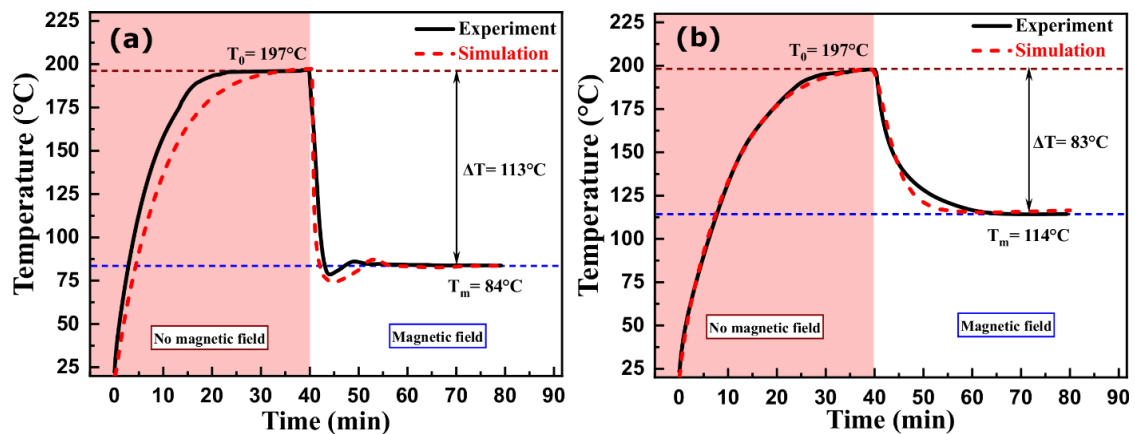 (a)
Experiment
Simulation
T0= 197°C
ΔT= 113°C
Tm= 84°C
No magnetic field
Magnetic field
Temperature (°C)
225
200
175
150
125
100
75
50
25
0 10 20 30 40 50 60 70 80 90
Time (min)
(b)
Experiment
Simulation
T0= 197°C
ΔT= 83°C
Tm= 114°C
No magnetic field
Magnetic field
Temperature (°C)
225
200
175
150
125
100
75
50
25
0 10 20 30 40 50 60 70 80 90
Time (min)